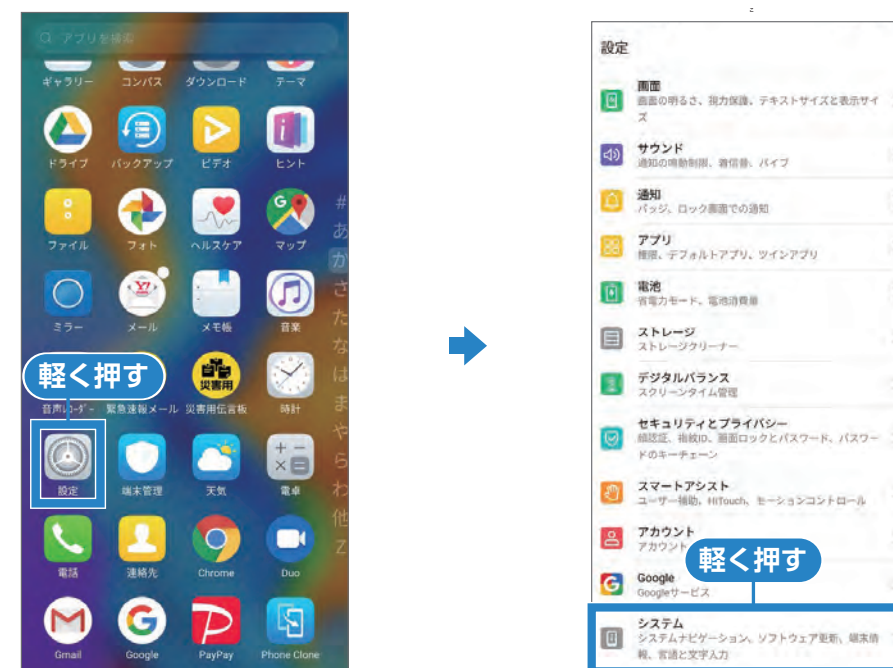 アプリを検索
ギャラリー コンパス ダウンロード テーマ
ドライブ バックアップ ビデオ ヒント
ファイル フォト ヘルスケア マップ
ミラー メール メモ帳 音楽
災害用
音声レコーダー 緊急速報メール 災害用伝言板 時計
軽く押す
設定 端末管理 天気 電卓
電話 連絡先 Chrome Duo
Gmail Google PayPay Phone Clone
#
あ
か
さ
た
な
は
ま
や
ら
わ
他
Z
設定
画面
画面の明るさ、視力保護、テキストサイズと表示サイ
ズ
サウンド
通知の鳴動制限、着信音、バイブ
通知
バッジ、ロック画面での通知
アプリ
権限、デフォルトアプリ、ツインアプリ
電池
省電力モード、電池消費量
ストレージ
ストレージクリーナー
デジタルバランス
スクリーンタイム管理
セキュリティとプライバシー
顔認証、指紋ID、画面ロックとパスワード、パスワー
ドのキーチェーン
スマートアシスト
ユーザー補助、HiTouch、モーションコントロール
アカウント
アカウント
軽く押す
Google
Googleサービス
システム
システムナビゲーション、ソフトウェア更新、端末情
報、言語と文字入力